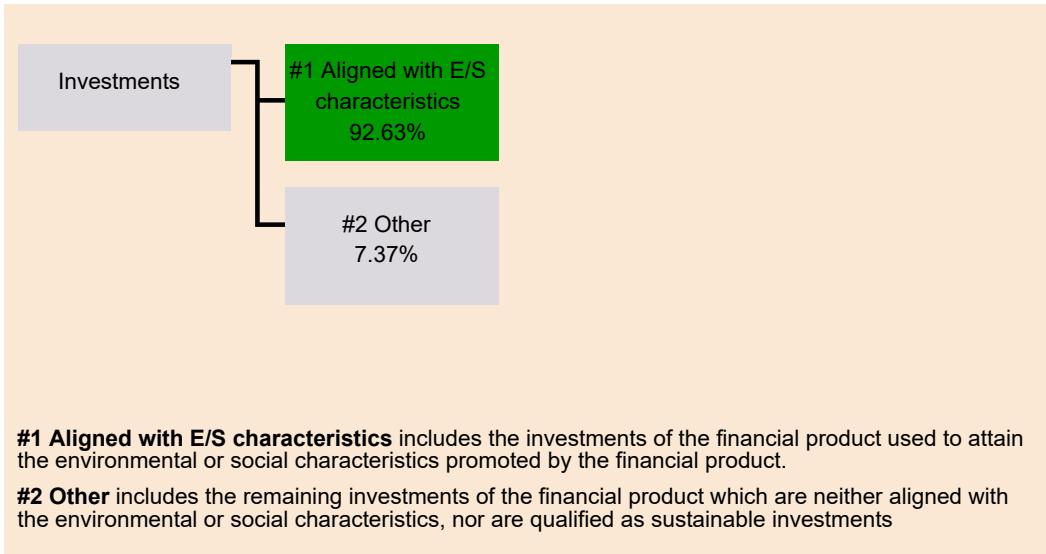 Investments
#1 Aligned with E/S
characteristics
92.63%
#2 Other
7.37%
#1 Aligned with E/S characteristics includes the investments of the financial product used to attain
the environmental or social characteristics promoted by the financial product.
#2 Other includes the remaining investments of the financial product which are neither aligned with
the environmental or social characteristics, nor are qualified as sustainable investments